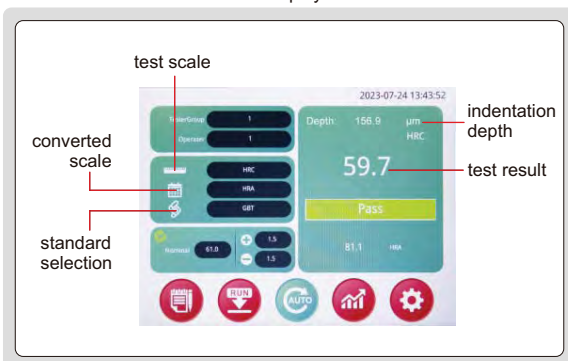 test scale
2023-07-24 13:43:52
indentation
depth
TesterGroup 1
Depth: 156.9 μm
HRC
Operator 1
converted
scale
HRC
59.7
test result
HRA
GBT
Pass
standard
selection
Normal 61.0
1.5
1.5
81.1 HRA
RUN
AUTO